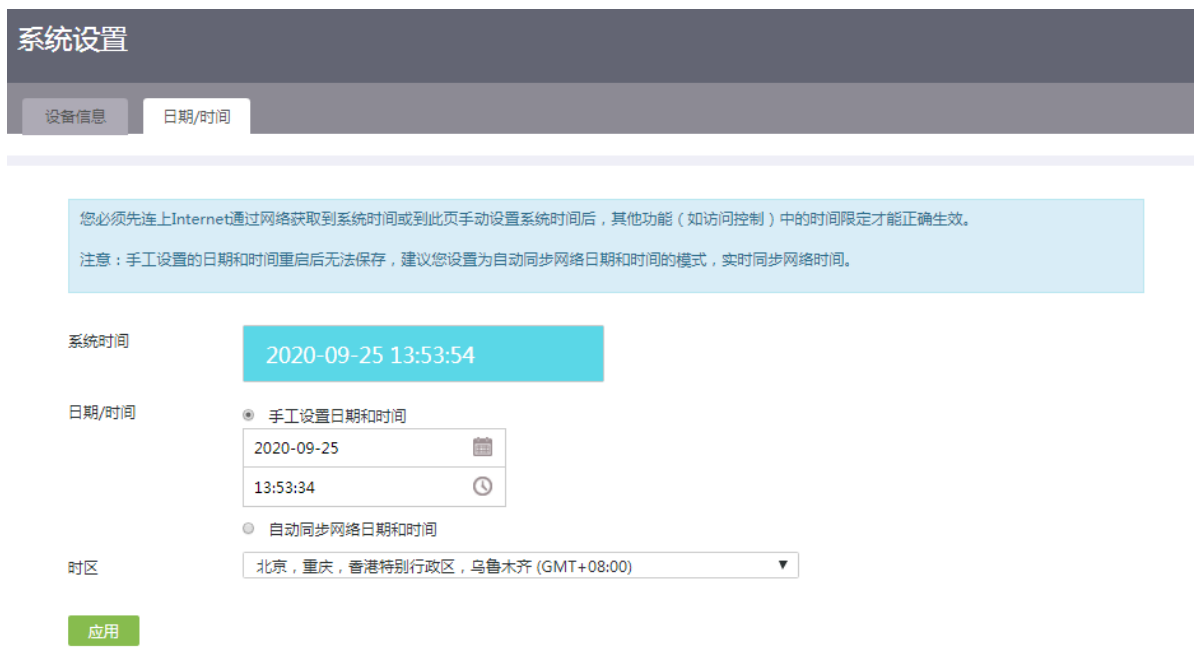 系统设置
设备信息
日期/时间
您必须先连上Internet通过网络获取到系统时间或到此页手动设置系统时间后，其他功能（如访问控制）中的时间限定才能正确生效。
注意：手工设置的日期和时间重启后无法保存，建议您设置为自动同步网络日期和时间的模式，实时同步网络时间。
系统时间
2020-09-25 13:53:54
日期/时间
手工设置日期和时间
2020-09-25
13:53:34
自动同步网络日期和时间
时区
北京，重庆，香港特别行政区，乌鲁木齐 (GMT+08:00)
应用